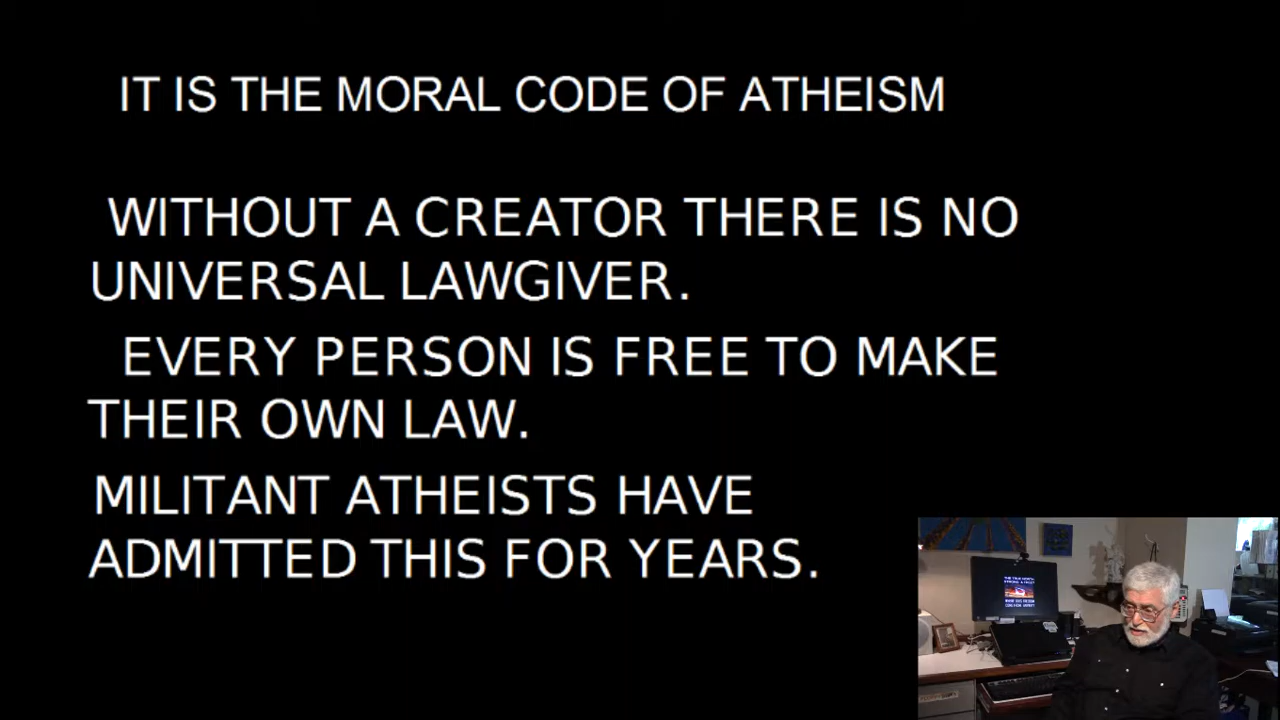 IT IS THE MORAL CODE OF ATHEISM
WITHOUT A CREATOR THERE IS NO
UNIVERSAL LAWGIVER.
EVERY PERSON IS FREE TO MAKE
THEIR OWN LAW.
MILITANT ATHEISTS HAVE
ADMITTED THIS FOR YEARS.